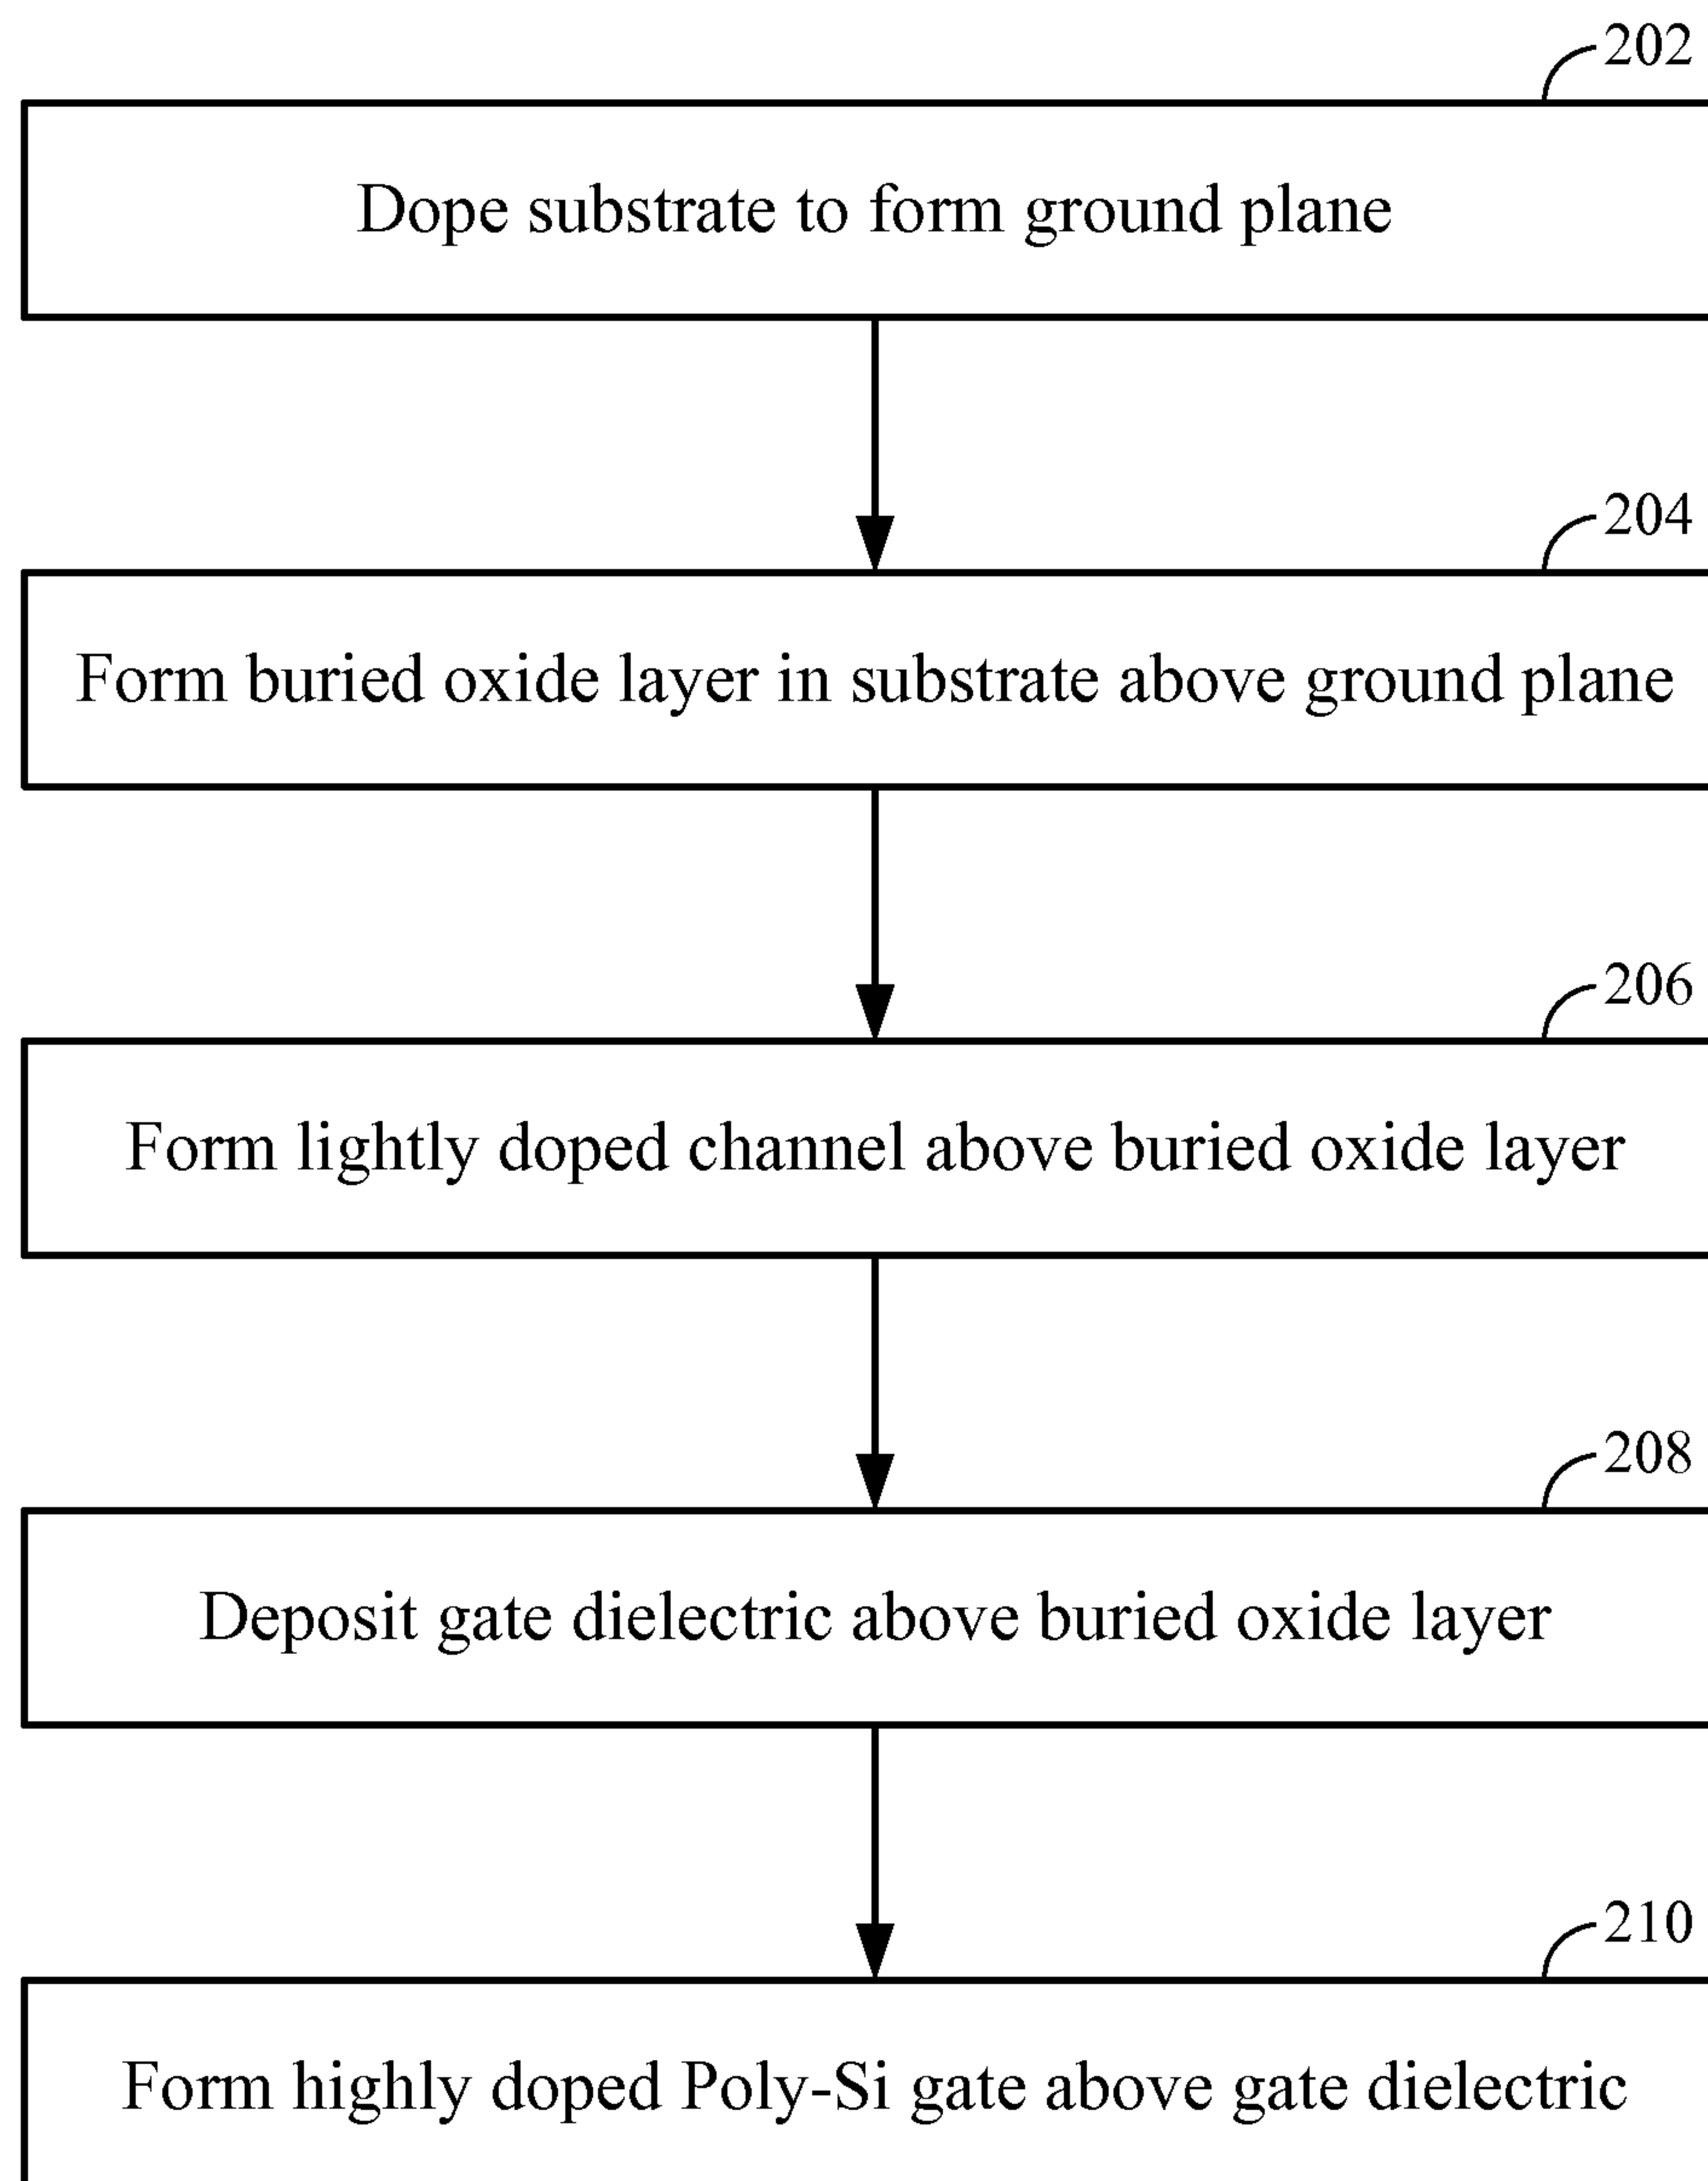 202
Dope substrate to form ground plane
204
Form buried oxide layer in substrate above ground plane
206
Form lightly doped channel above buried oxide layer
208
Deposit gate dielectric above buried oxide layer
210
Form highly doped Poly-Si gate above gate dielectric